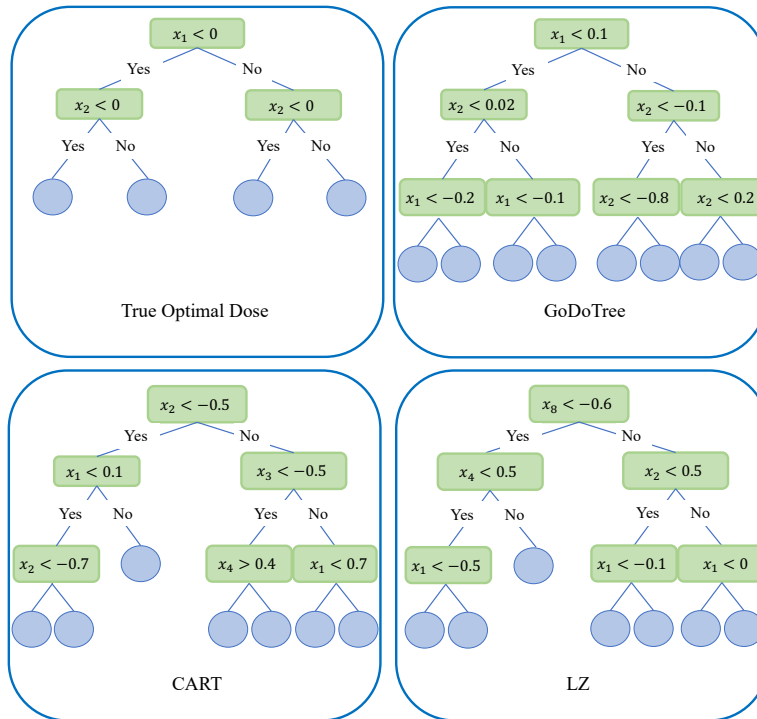 x₁ < 0
Yes No
x₂ < 0 x₂ < 0
Yes No Yes No
True Optimal Dose
x₁ < 0.1
Yes No
x₂ < 0.02 x₂ < −0.1
Yes No Yes No
x₁ < −0.2 x₁ < −0.1 x₂ < −0.8 x₂ < 0.2
GoDoTree
x₂ < −0.5
Yes No
x₁ < 0.1 x₃ < −0.5
Yes No Yes No
x₂ < −0.7 x₄ > 0.4 x₁ < 0.7
CART
x₈ < −0.6
Yes No
x₄ < 0.5 x₂ < 0.5
Yes No Yes No
x₁ < −0.5 x₁ < −0.1 x₁ < 0
LZ